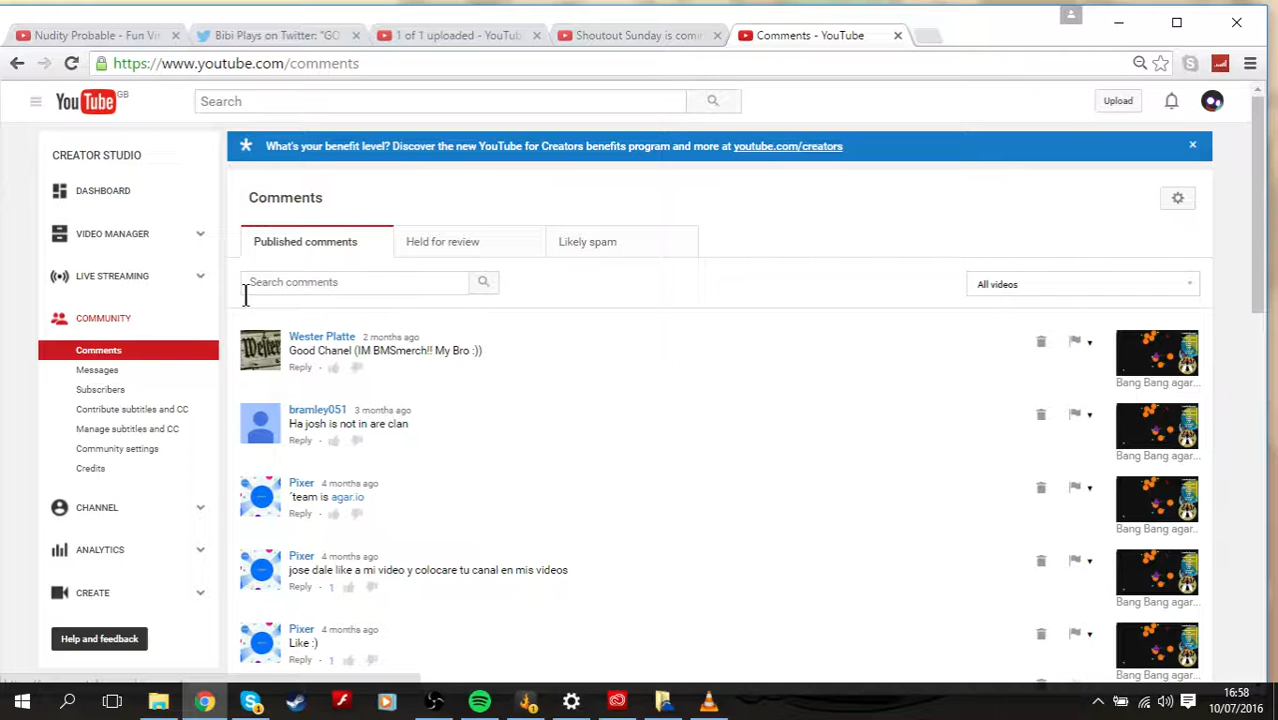 Nudity Probable - Fun Vi
Bibi Plays on Twitter: "GO
1 of 1 uploaded - YouTub
Shoutout Sunday is comi
Comments - YouTube
https://www.youtube.com/comments
YouTube GB
Search
Upload
CREATOR STUDIO
DASHBOARD
VIDEO MANAGER
LIVE STREAMING
COMMUNITY
Comments
Messages
Subscribers
Contribute subtitles and CC
Manage subtitles and CC
Community settings
Credits
CHANNEL
ANALYTICS
CREATE
Help and feedback
What's your benefit level? Discover the new YouTube for Creators benefits program and more at youtube.com/creators
Comments
Published comments
Held for review
Likely spam
Search comments
All videos
Wester Platte 2 months ago
Good Chanel (IM BMSmerch!! My Bro :))
Reply
Bang Bang agar...
bramley051 3 months ago
Ha josh is not in are clan
Reply
Bang Bang agar...
Pixer 4 months ago
´team is agar.io
Reply
Bang Bang agar...
Pixer 4 months ago
jose dale like a mi video y colocare tu canal en mis videos
Reply · 1
Bang Bang agar...
Pixer 4 months ago
Like :)
Reply · 1
Bang Bang agar...
16:58
10/07/2016